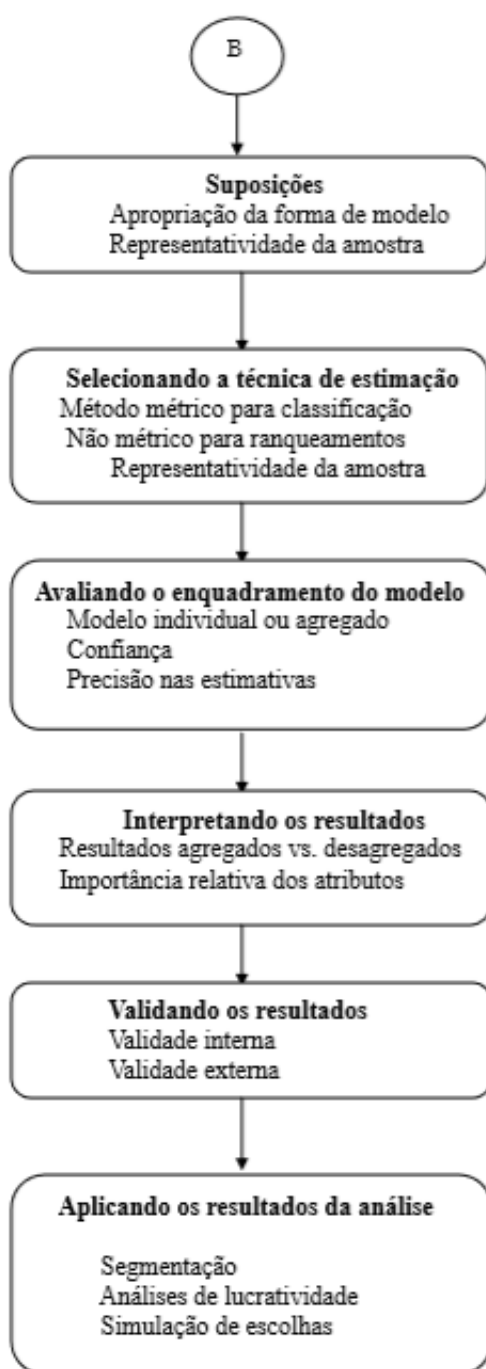 B
Suposições
Apropriação da forma de modelo
Representatividade da amostra
Selecionando a técnica de estimação
Método métrico para classificação
Não métrico para ranqueamentos
Representatividade da amostra
Avaliando o enquadramento do modelo
Modelo individual ou agregado
Confiança
Precisão nas estimativas
Interpretando os resultados
Resultados agregados vs. desagregados
Importância relativa dos atributos
Validando os resultados
Validade interna
Validade externa
Aplicando os resultados da análise
Segmentação
Análises de lucratividade
Simulação de escolhas